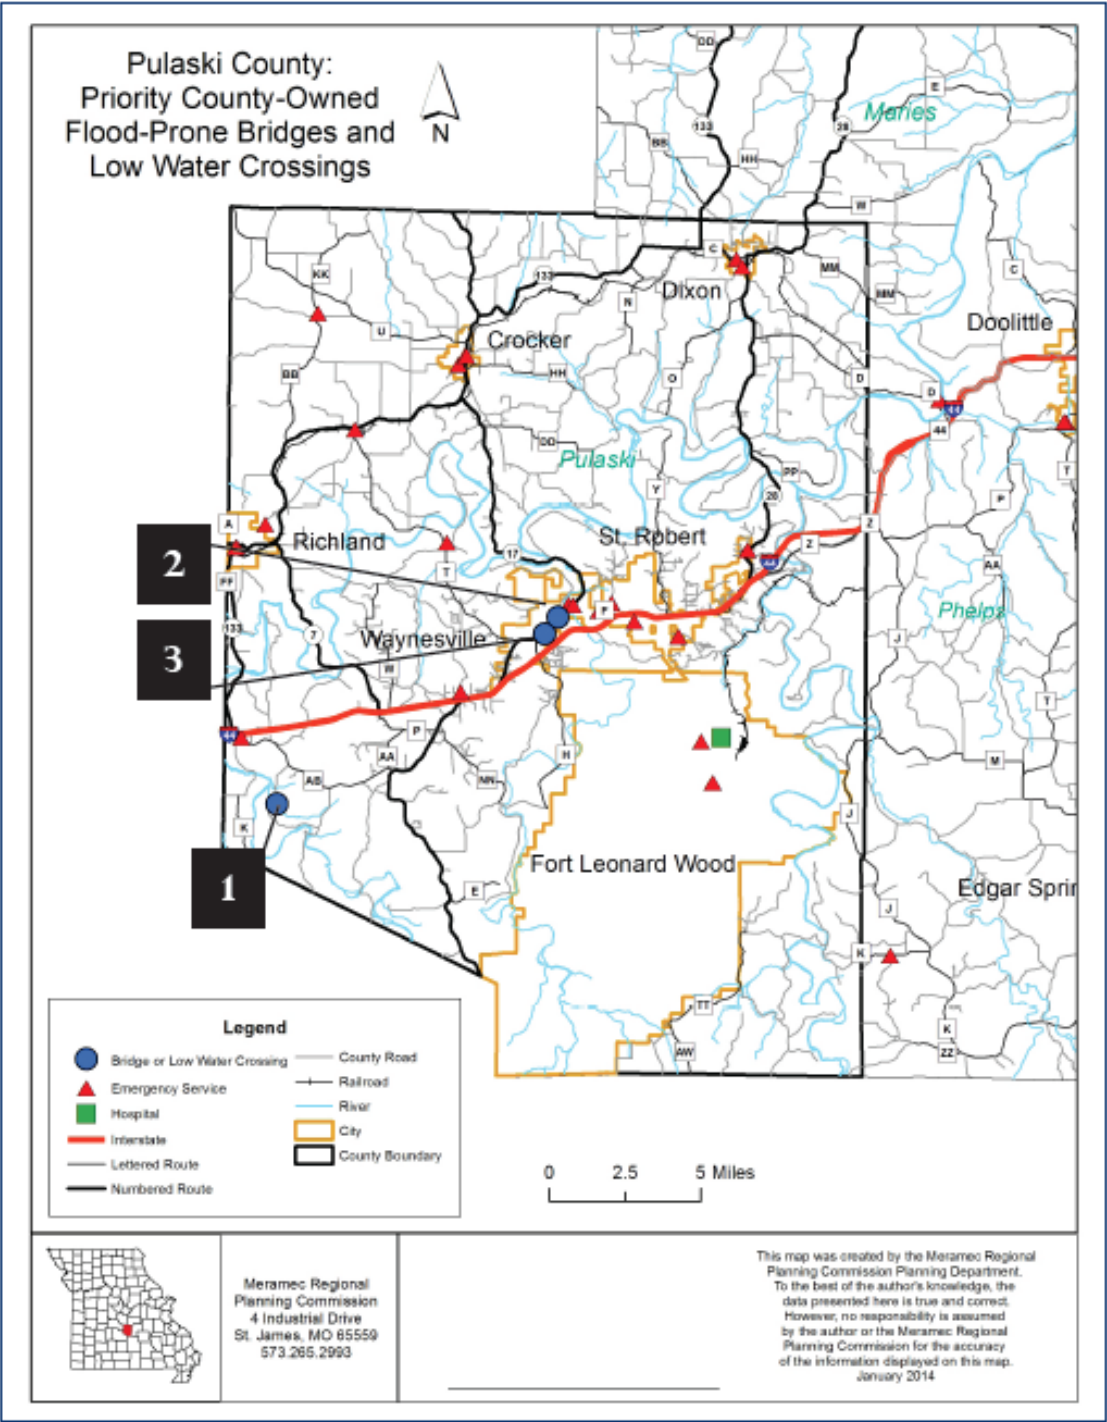 Pulaski County:
Priority County-Owned
Flood-Prone Bridges and
Low Water Crossings
N
DD
E
Maries
133
28
BB
HH
W
C
KK
133
MM
C
Dixon
N
MM
U
Crocker
Doolittle
BB
HH
O
D
D
44
44
DD
Pulaski
PP
T
Y
28
P
A
Z
2
Richland
St. Robert
17
Z
44
T
AA
FF
F
Phelps
133
7
Waynesville
J
3
W
T
44
P
H
M
AA
AB
NN
K
J
1
Fort Leonard Wood
E
Edgar Sprin
J
K
TT
K
AW
ZZ
Legend
Bridge or Low Water Crossing
Emergency Service
Hospital
Interstate
Lettered Route
Numbered Route
County Road
Railroad
River
City
County Boundary
0 2.5 5 Miles
Meramec Regional
Planning Commission
4 Industrial Drive
St. James, MO 65559
573.265.2993
This map was created by the Meramec Regional
Planning Commission Planning Department.
To the best of the author's knowledge, the
data presented here is true and correct.
However, no responsibility is assumed
by the author or the Meramec Regional
Planning Commission for the accuracy
of the information displayed on this map.
January 2014